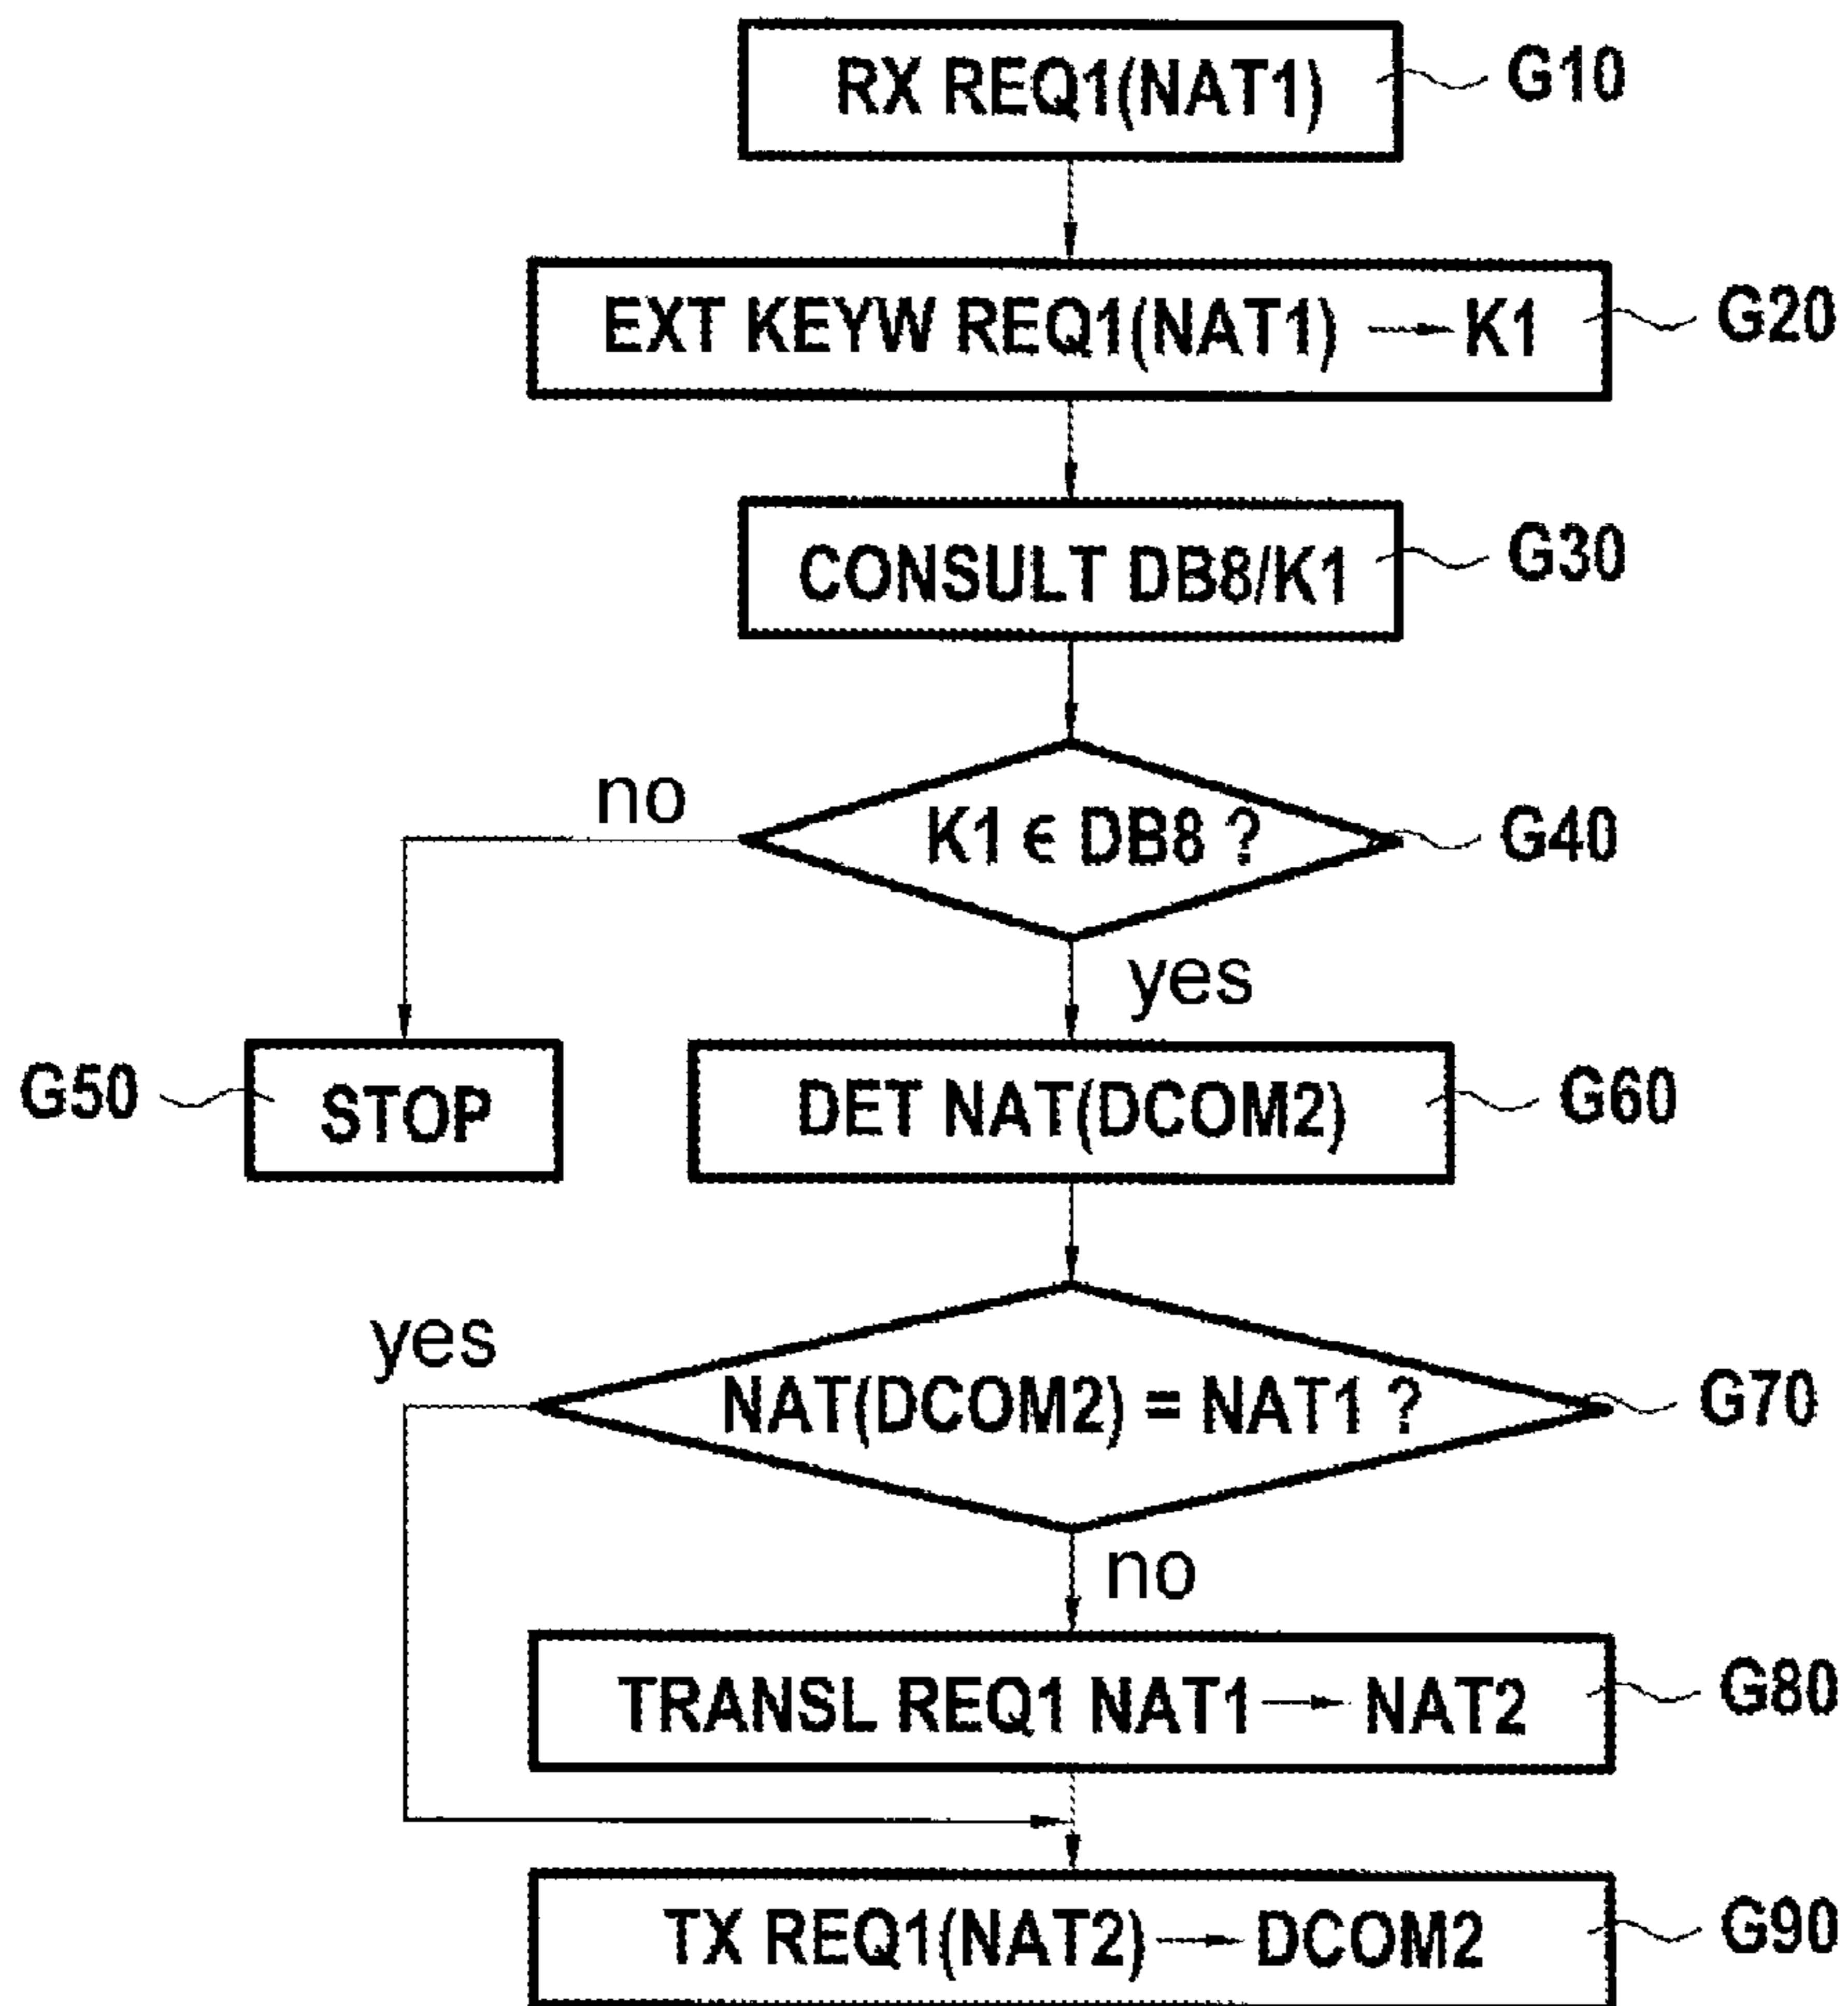 RX REQ1(NAT1)
G10
EXT KEYW REQ1(NAT1) → K1
G20
CONSULT DB8/K1
G30
no
K1 ϵ DB8 ?
G40
yes
G50
STOP
DET NAT(DCOM2)
G60
yes
NAT(DCOM2) = NAT1 ?
G70
no
TRANSL REQ1 NAT1 → NAT2
G80
TX REQ1(NAT2) → DCOM2
G90